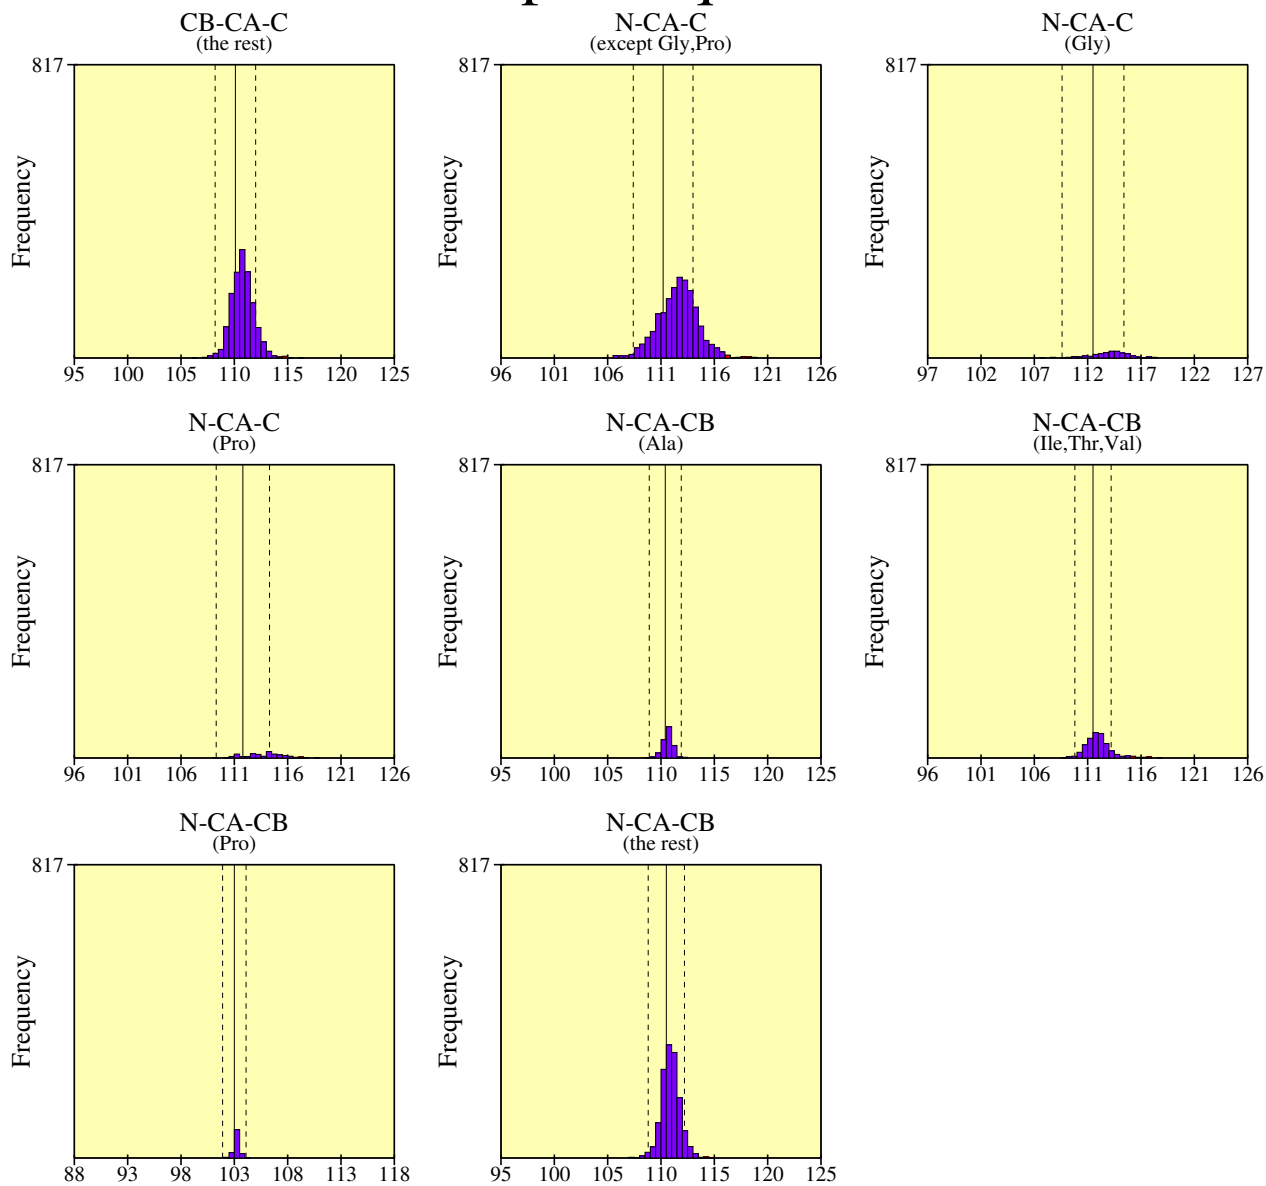 CB-CA-C N-CA-C N-CA-C
(the rest) (except Gly,Pro) (Gly)
817 817 817
Frequency Frequency Frequency
95 100 105 110 115 120 125 96 101 106 111 116 121 126 97 102 107 112 117 122 127
N-CA-C N-CA-CB N-CA-CB
(Pro) (Ala) (Ile,Thr,Val)
817 817 817
Frequency Frequency Frequency
96 101 106 111 116 121 126 95 100 105 110 115 120 125 96 101 106 111 116 121 126
N-CA-CB N-CA-CB
(Pro) (the rest)
817 817
Frequency Frequency
88 93 98 103 108 113 118 95 100 105 110 115 120 125